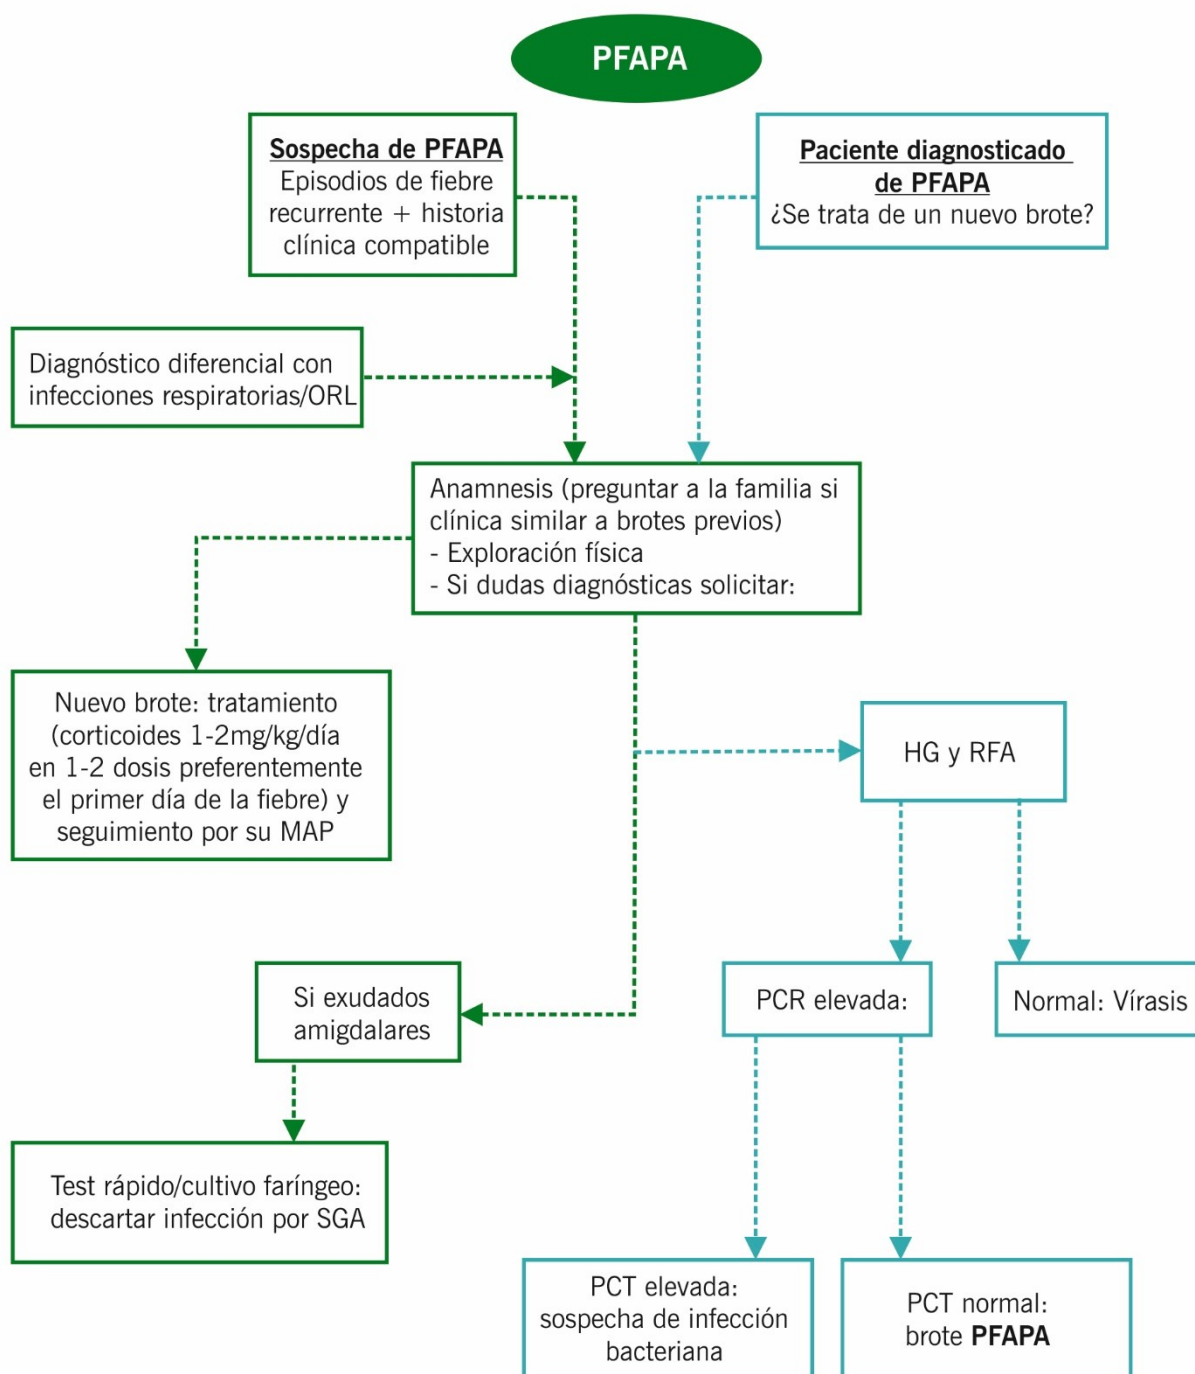 PFAPA
Sospecha de PFAPA
Episodios de fiebre
recurrente + historia
clínica compatible
Paciente diagnosticado
de PFAPA
¿Se trata de un nuevo brote?
Diagnóstico diferencial con
infecciones respiratorias/ORL
Anamnesis (preguntar a la familia si
clínica similar a brotes previos)
- Exploración física
- Si dudas diagnósticas solicitar:
Nuevo brote: tratamiento
(corticoides 1-2mg/kg/día
en 1-2 dosis preferentemente
el primer día de la fiebre) y
seguimiento por su MAP
HG y RFA
Si exudados
amigdalares
PCR elevada:
Normal: Vírasis
Test rápido/cultivo faríngeo:
descartar infección por SGA
PCT elevada:
sospecha de infección
bacteriana
PCT normal:
brote PFAPA